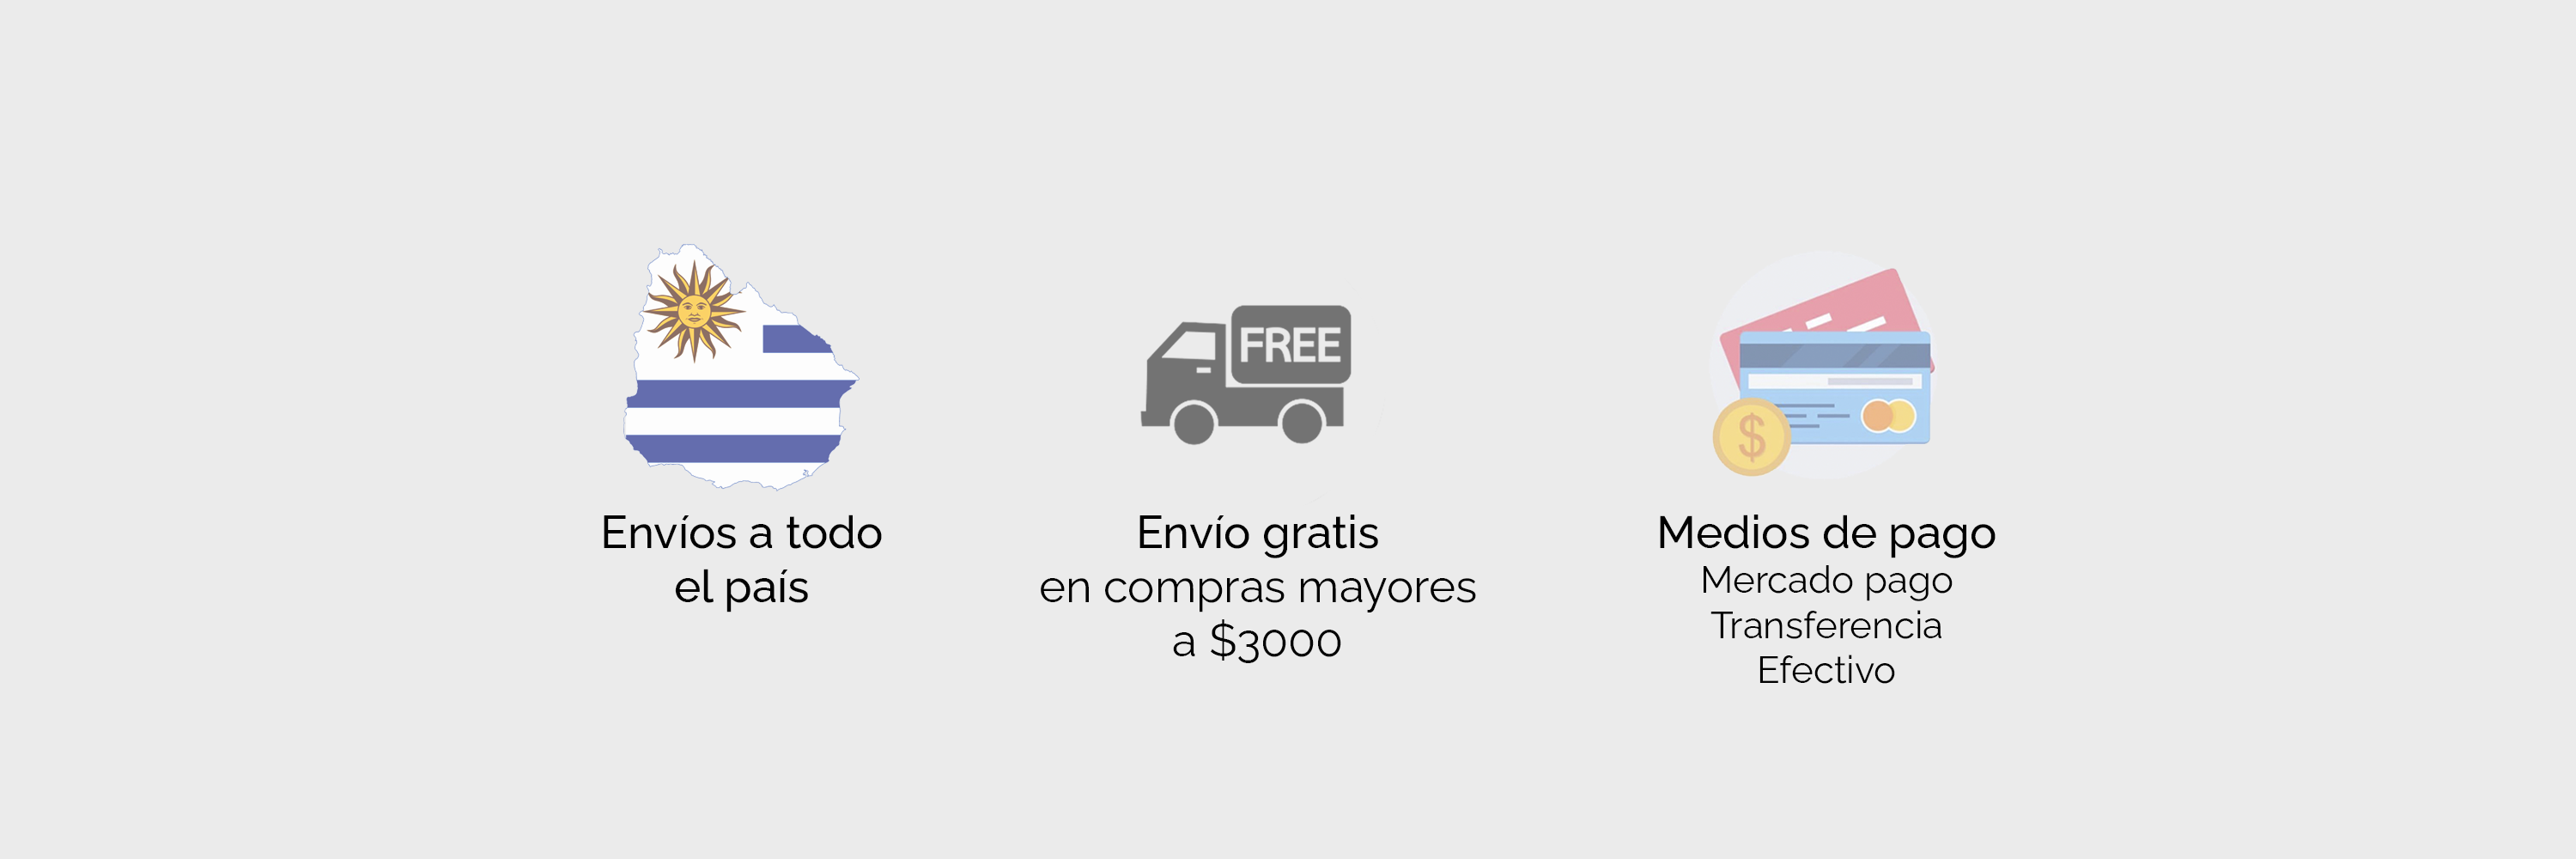 FREE
$
Envíos a todo
el país
Envío gratis
en compras mayores
a $3000
Medios de pago
Mercado pago
Transferencia
Efectivo